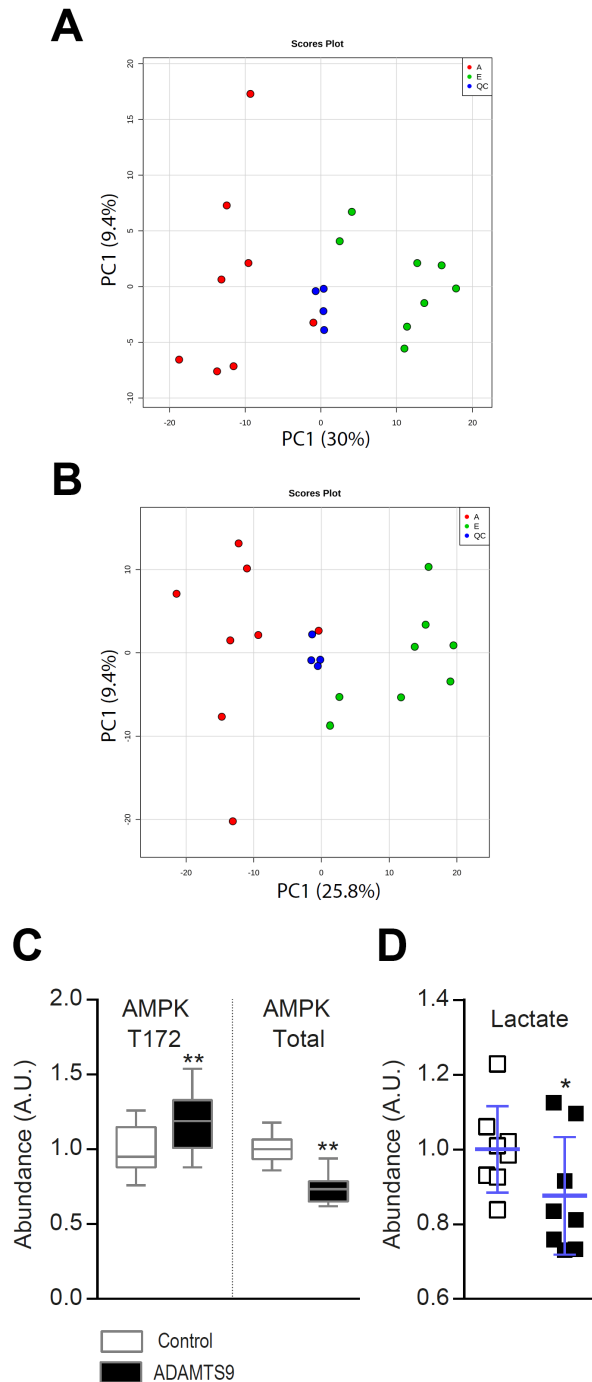 A
Scores Plot
A
E
QC
20
15
10
5
0
-5
-10
PC1 (9.4%)
-20
-10
0
10
20
PC1 (30%)
B
Scores Plot
A
E
QC
10
0
-10
-20
PC1 (9.4%)
-20
-10
0
10
20
PC1 (25.8%)
C
2.0
1.5
1.0
0.5
0.0
Abundance (A.U.)
AMPK
T172
**
AMPK
Total
**
Control
ADAMTS9
D
1.4
1.2
1.0
0.8
0.6
Abundance (A.U.)
Lactate
*